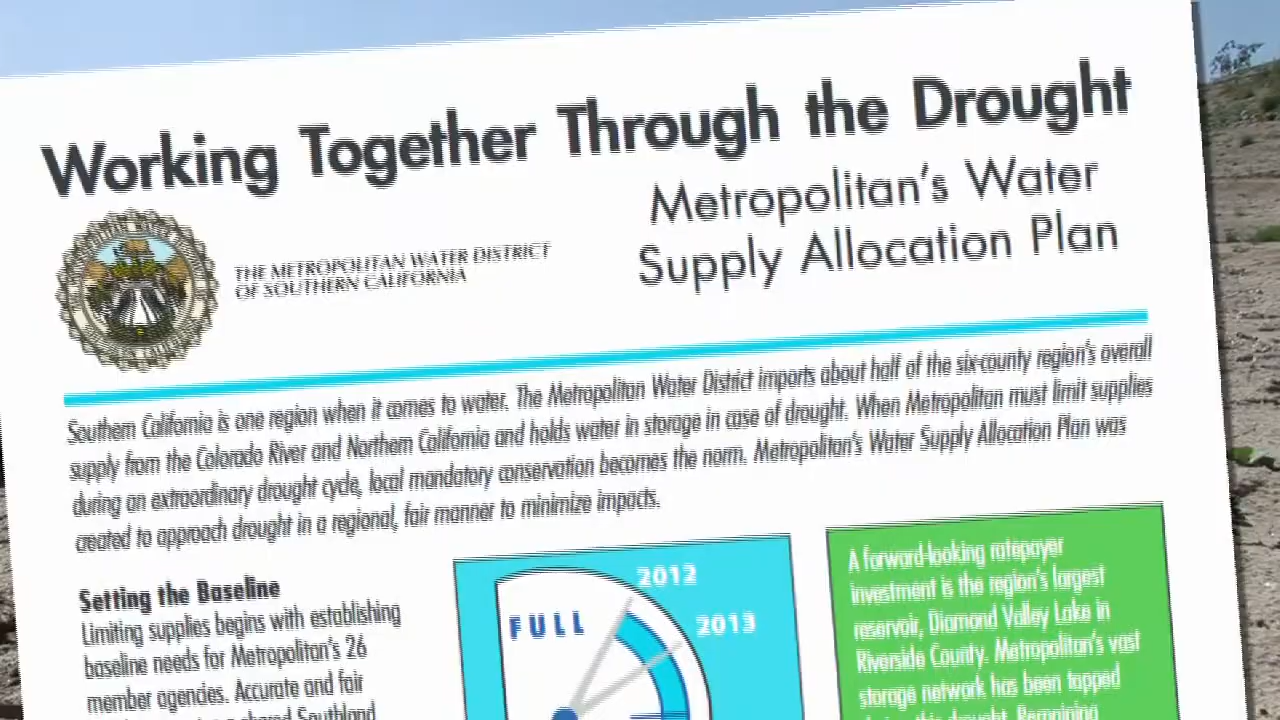 Working Together Through the Drought
Metropolitan's Water
Supply Allocation Plan
THE METROPOLITAN WATER DISTRICT
OF SOUTHERN CALIFORNIA
Southern California is one region when it comes to water. The Metropolitan Water District imports about half of the six-county region's overall
supply from the Colorado River and Northern California and holds water in storage in case of drought. When Metropolitan must limit supplies
during an extraordinary drought cycle, local mandatory conservation becomes the norm. Metropolitan's Water Supply Allocation Plan was
created to approach drought in a regional, fair manner to minimize impacts.
Setting the Baseline
Limiting supplies begins with establishing
baseline needs for Metropolitan's 26
member agencies. Accurate and fair
shared Southland
2012
2013
FULL
A forward-looking ratepayer
investment is the region's largest
reservoir, Diamond Valley Lake in
Riverside County. Metropolitan's vast
storage network has been tapped
during this drought. Remaining